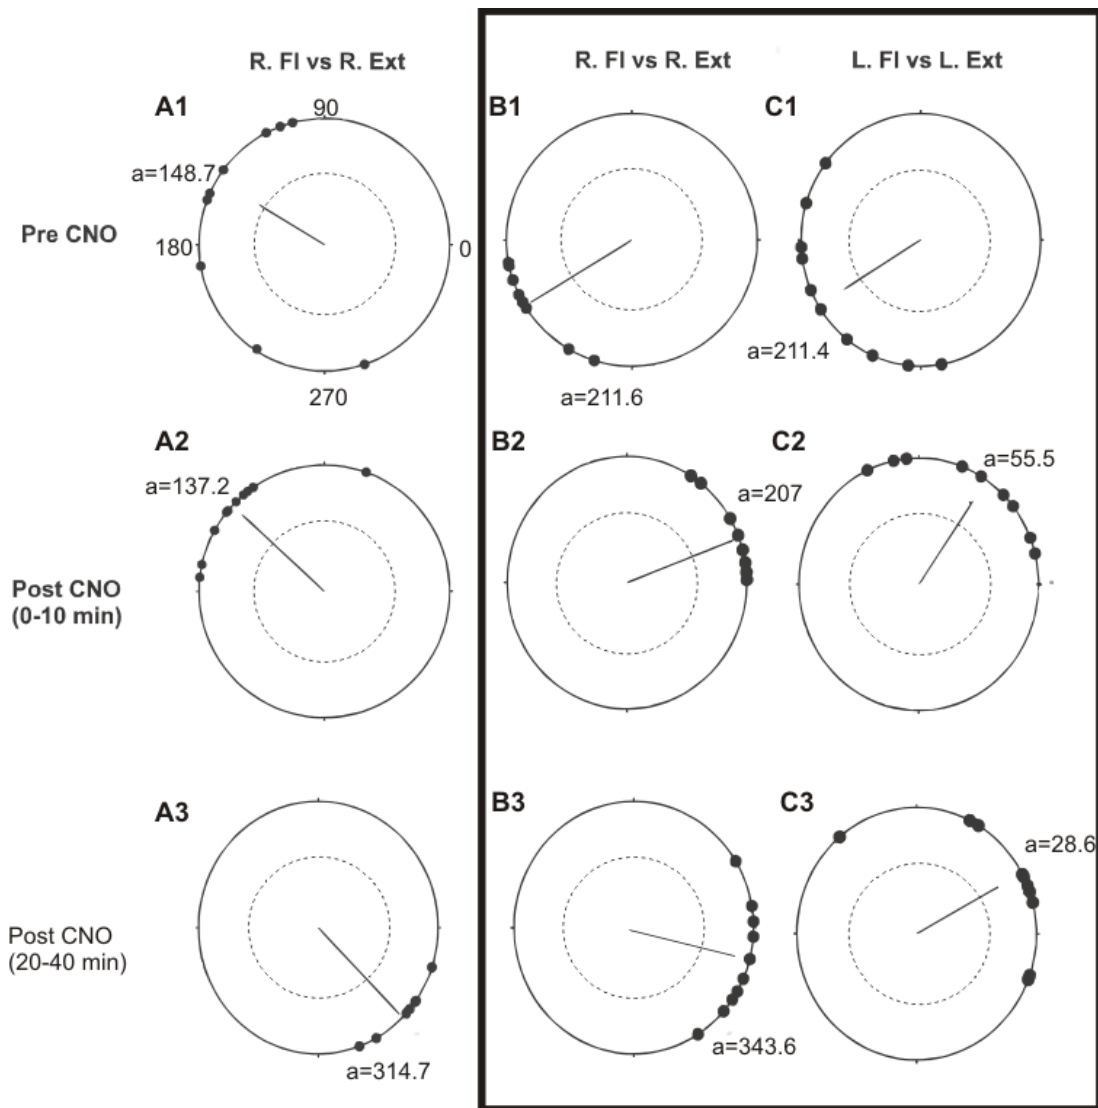 R. Fl vs R. Ext
R. Fl vs R. Ext
L. Fl vs L. Ext
A1
90
B1
C1
a=148.7
Pre CNO
180
0
a=211.4
270
a=211.6
A2
B2
C2
a=137.2
a=207
a=55.5
Post CNO
(0-10 min)
A3
B3
C3
a=28.6
Post CNO
(20-40 min)
a=343.6
a=314.7